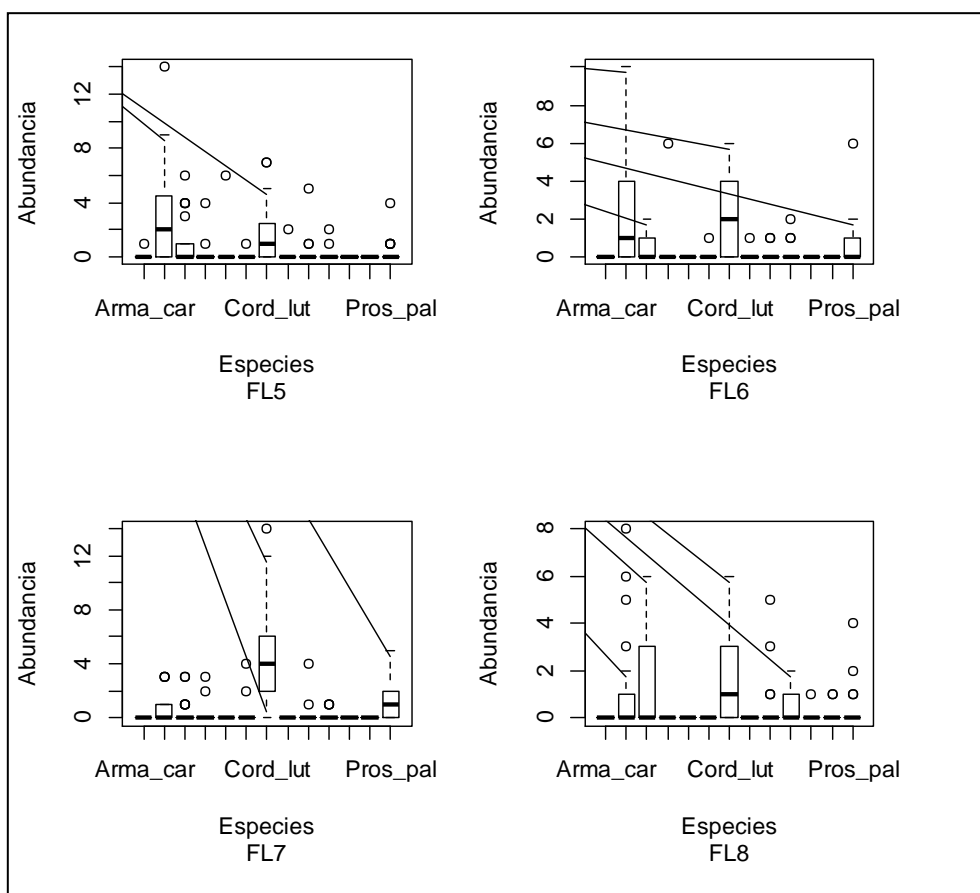 Abundancia
0
4
8
12
Arma_car
Cord_lut
Pros_pal
Especies
FL5
Abundancia
0
2
4
6
8
Arma_car
Cord_lut
Pros_pal
Especies
FL6
Abundancia
0
4
8
12
Arma_car
Cord_lut
Pros_pal
Especies
FL7
Abundancia
0
2
4
6
8
Arma_car
Cord_lut
Pros_pal
Especies
FL8